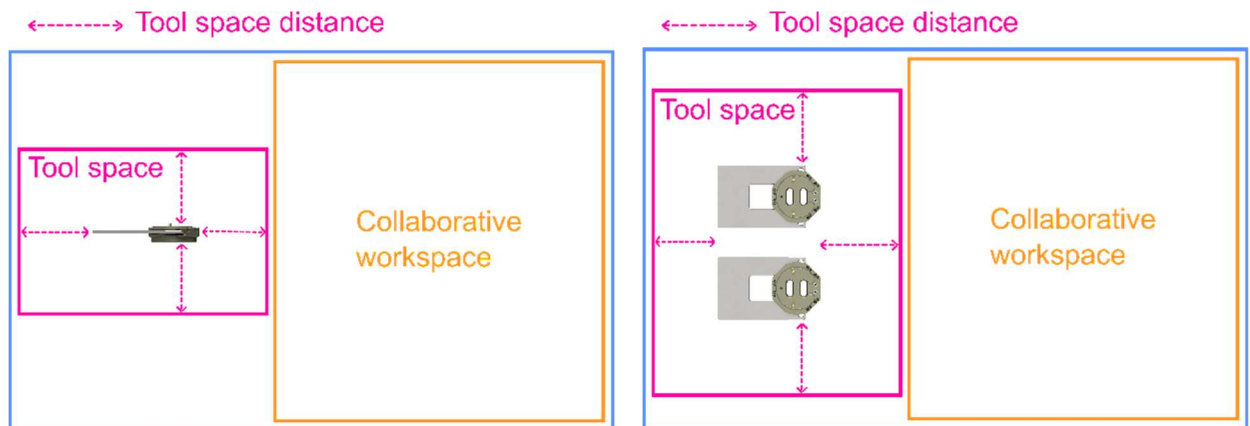 Tool space distance
Tool space
Collaborative
workspace
Tool space distance
Tool space
Collaborative
workspace